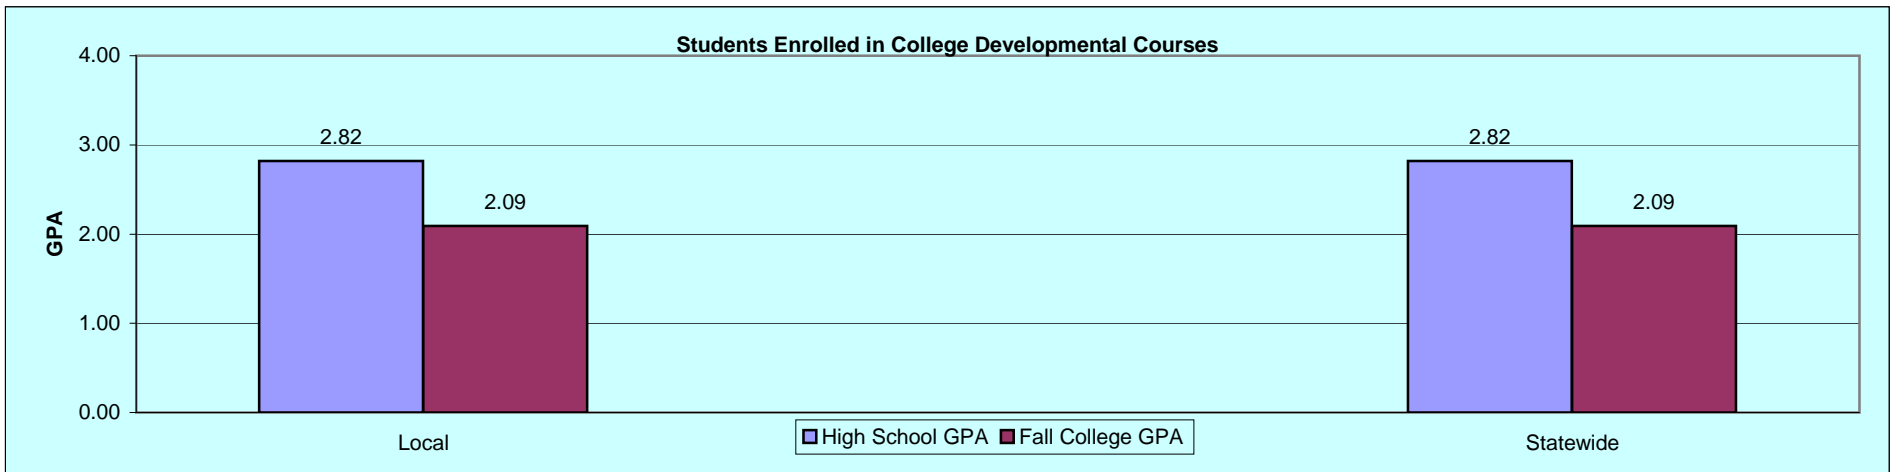 Students Enrolled in College Developmental Courses
4.00
3.00
2.00
1.00
0.00
GPA
2.82
2.09
2.82
2.09
Local
Statewide
High School GPA
Fall College GPA